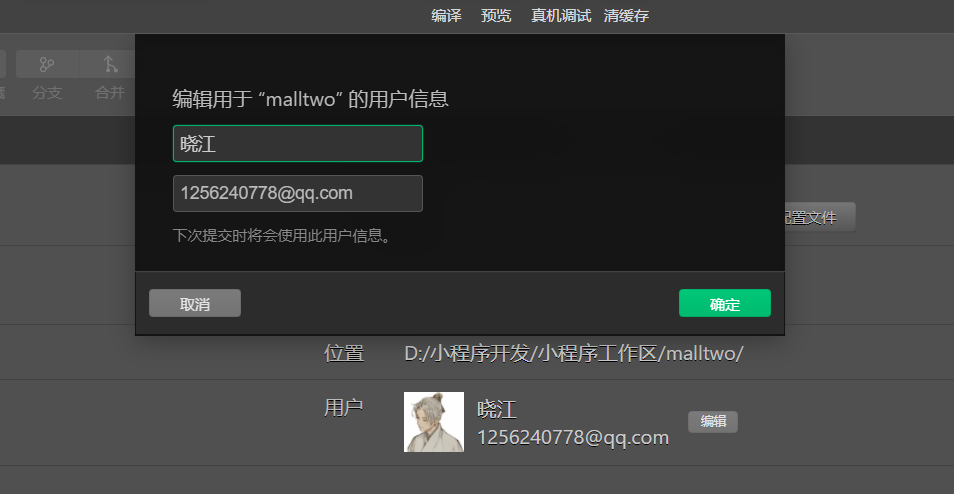 编译 预览 真机调试 清缓存
分支 合并
编辑用于 “malltwo” 的用户信息
晓江
1256240778@qq.com
配置文件
下次提交时将会使用此用户信息。
取消 确定
位置 D:/小程序开发/小程序工作区/malltwo/
用户 晓江 编辑
1256240778@qq.com